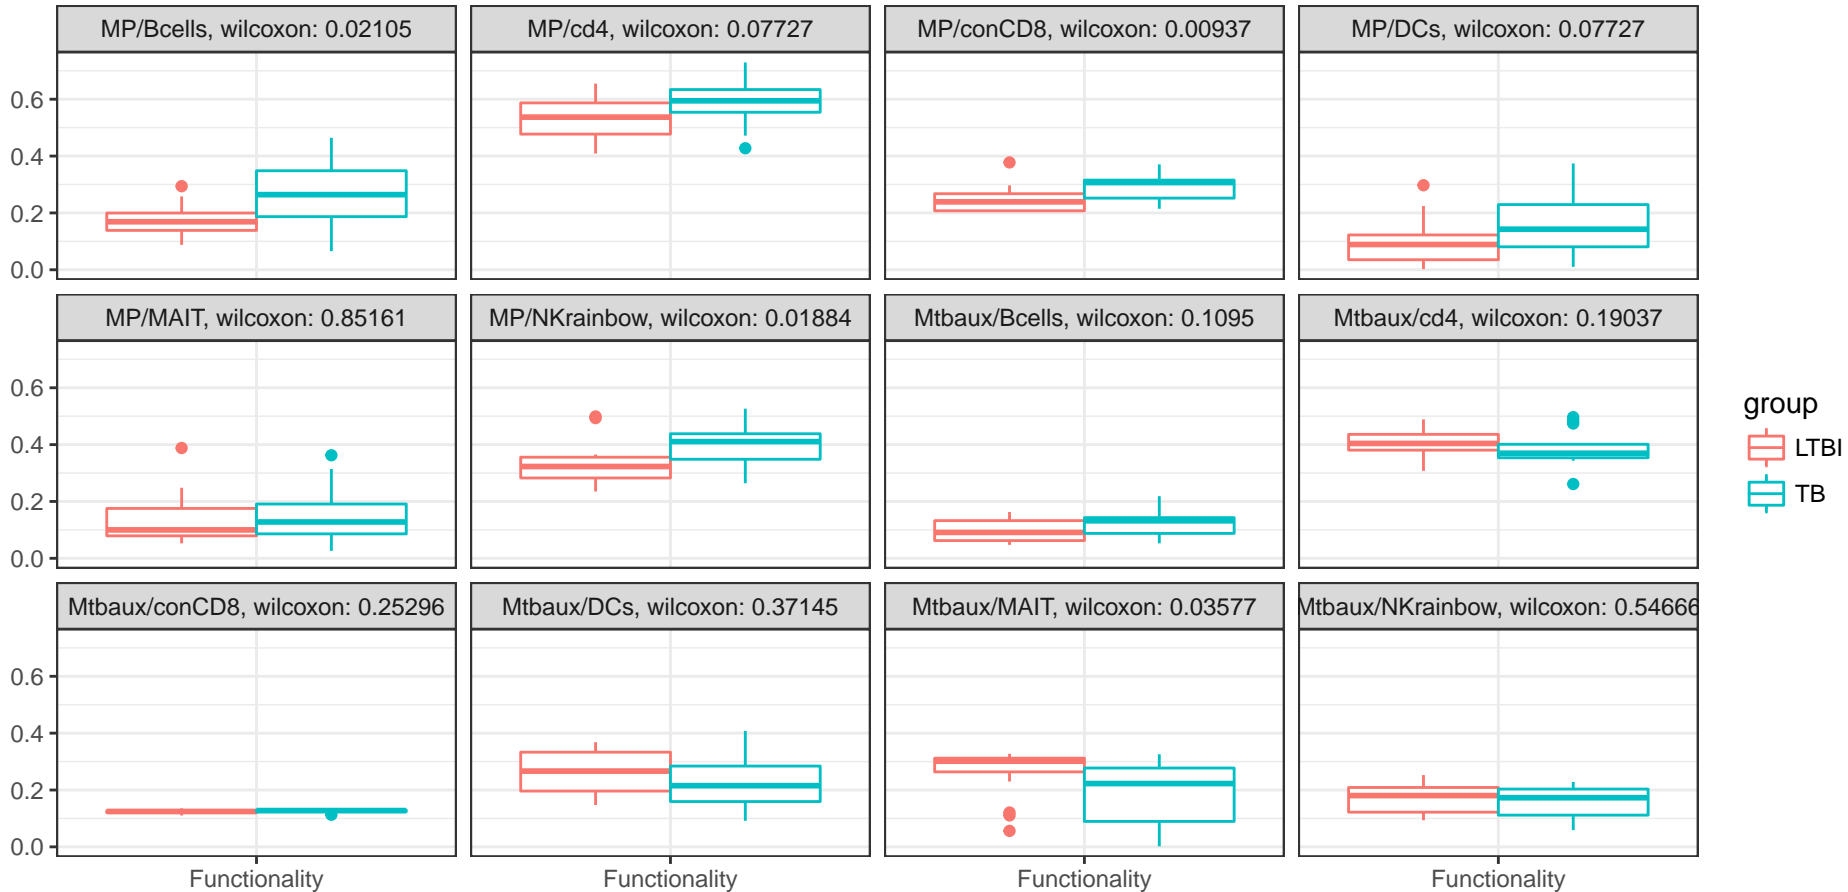 MP/Bcells, wilcoxon: 0.02105
MP/cd4, wilcoxon: 0.07727
MP/conCD8, wilcoxon: 0.00937
MP/DCs, wilcoxon: 0.07727
0.6
0.4
0.2
0.0
MP/MAIT, wilcoxon: 0.85161
MP/NKrainbow, wilcoxon: 0.01884
Mtbaux/Bcells, wilcoxon: 0.1095
Mtbaux/cd4, wilcoxon: 0.19037
0.6
0.4
0.2
0.0
Mtbaux/conCD8, wilcoxon: 0.25296
Mtbaux/DCs, wilcoxon: 0.37145
Mtbaux/MAIT, wilcoxon: 0.03577
Mtbaux/NKrainbow, wilcoxon: 0.54666
0.6
0.4
0.2
0.0
Functionality
Functionality
Functionality
Functionality
group
LTBI
TB